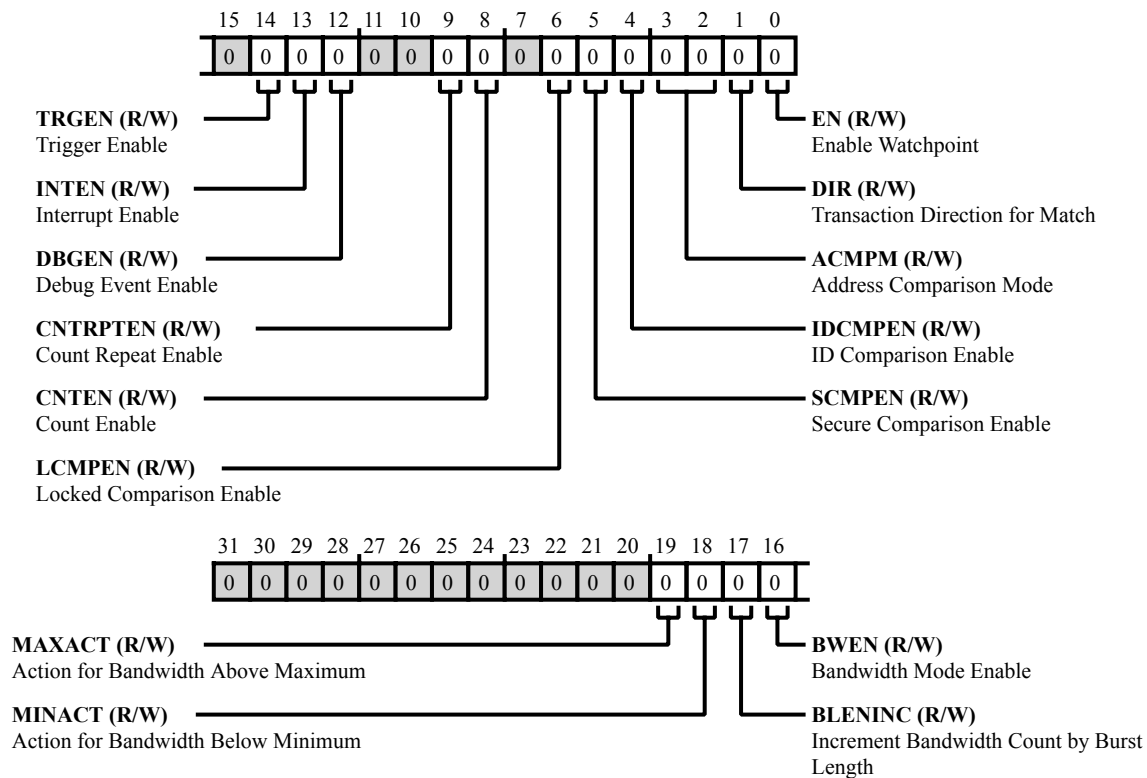 15 14 13 12 11 10 9 8 7 6 5 4 3 2 1 0
0 0 0 0 0 0 0 0 0 0 0 0 0 0 0 0
TRGEN (R/W)
Trigger Enable
INTEN (R/W)
Interrupt Enable
DBGEN (R/W)
Debug Event Enable
CNTRPTEN (R/W)
Count Repeat Enable
CNTEN (R/W)
Count Enable
LCMPEN (R/W)
Locked Comparison Enable
EN (R/W)
Enable Watchpoint
DIR (R/W)
Transaction Direction for Match
ACMPM (R/W)
Address Comparison Mode
IDCMPEN (R/W)
ID Comparison Enable
SCMPEN (R/W)
Secure Comparison Enable
31 30 29 28 27 26 25 24 23 22 21 20 19 18 17 16
0 0 0 0 0 0 0 0 0 0 0 0 0 0 0 0
MAXACT (R/W)
Action for Bandwidth Above Maximum
MINACT (R/W)
Action for Bandwidth Below Minimum
BWEN (R/W)
Bandwidth Mode Enable
BLENINC (R/W)
Increment Bandwidth Count by Burst
Length